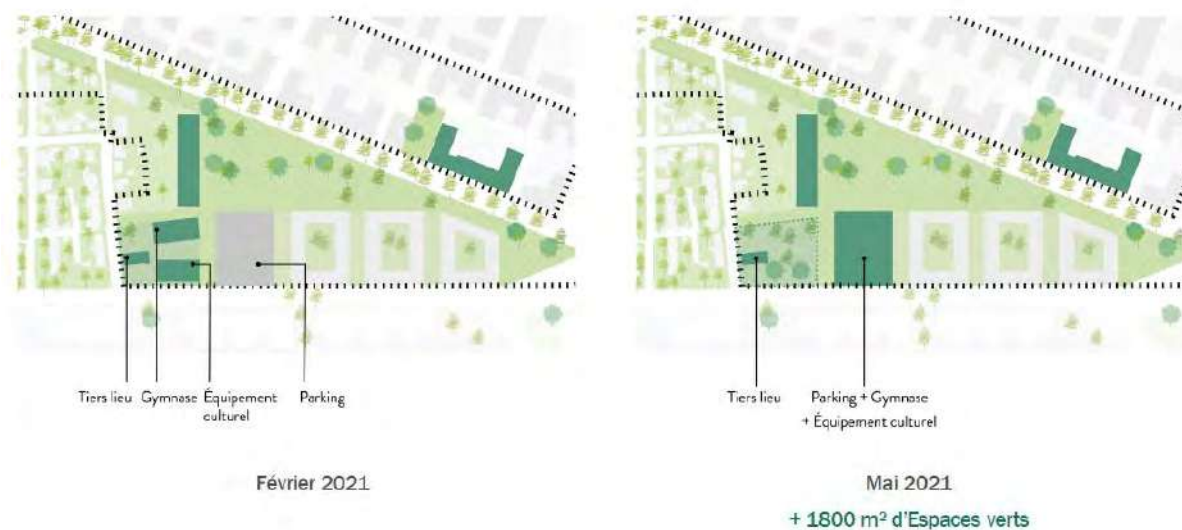 Tiers lieu Gymnase Équipement culturel Parking
Février 2021
Tiers lieu Parking + Gymnase
+ Équipement culturel
Mai 2021
+ 1800 m² d'Espaces verts